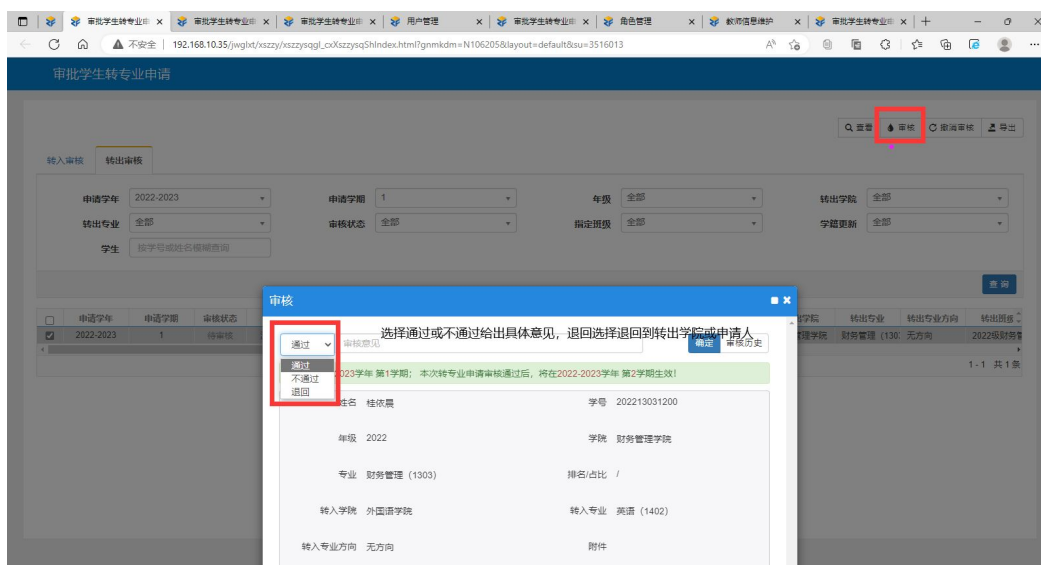 审批学生转专业申 审批学生转专业申 审批学生转专业申 用户管理 审批学生转专业申 角色管理 教师信息维护 审批学生转专业申
不安全 192.168.10.35/jwglxt/xszzy/xszzysqgl_cxXszzysqShIndex.html?gnmkdm=N106205&layout=default&su=3516013
审批学生转专业申请
查看 审核 撤消审核 导出
转入审核 转出审核
申请学年 2022-2023 申请学期 1 年级 全部 转出学院 全部
转出专业 全部 审核状态 全部 指定班级 全部 学籍更新 全部
学生 按学号或姓名模糊查询
查询
审核
申请学年 申请学期 审核状态 出学院 转出专业 转出专业方向 转出班级
2022-2023 1 待审核 管理学院 财务管理 (130 无方向 2022级财务管
选择通过或不通过给出具体意见，退回选择退回到转出学院或申请人
通过 审核意见 确定 审核历史
1 - 1 共 1 条
通过
不通过
退回
2023学年 第1学期; 本次转专业申请审核通过后，将在2022-2023学年 第2学期生效!
姓名 桂依晨 学号 202213031200
年级 2022 学院 财务管理学院
专业 财务管理 (1303) 排名/占比 /
转入学院 外国语学院 转入专业 英语 (1402)
转入专业方向 无方向 附件